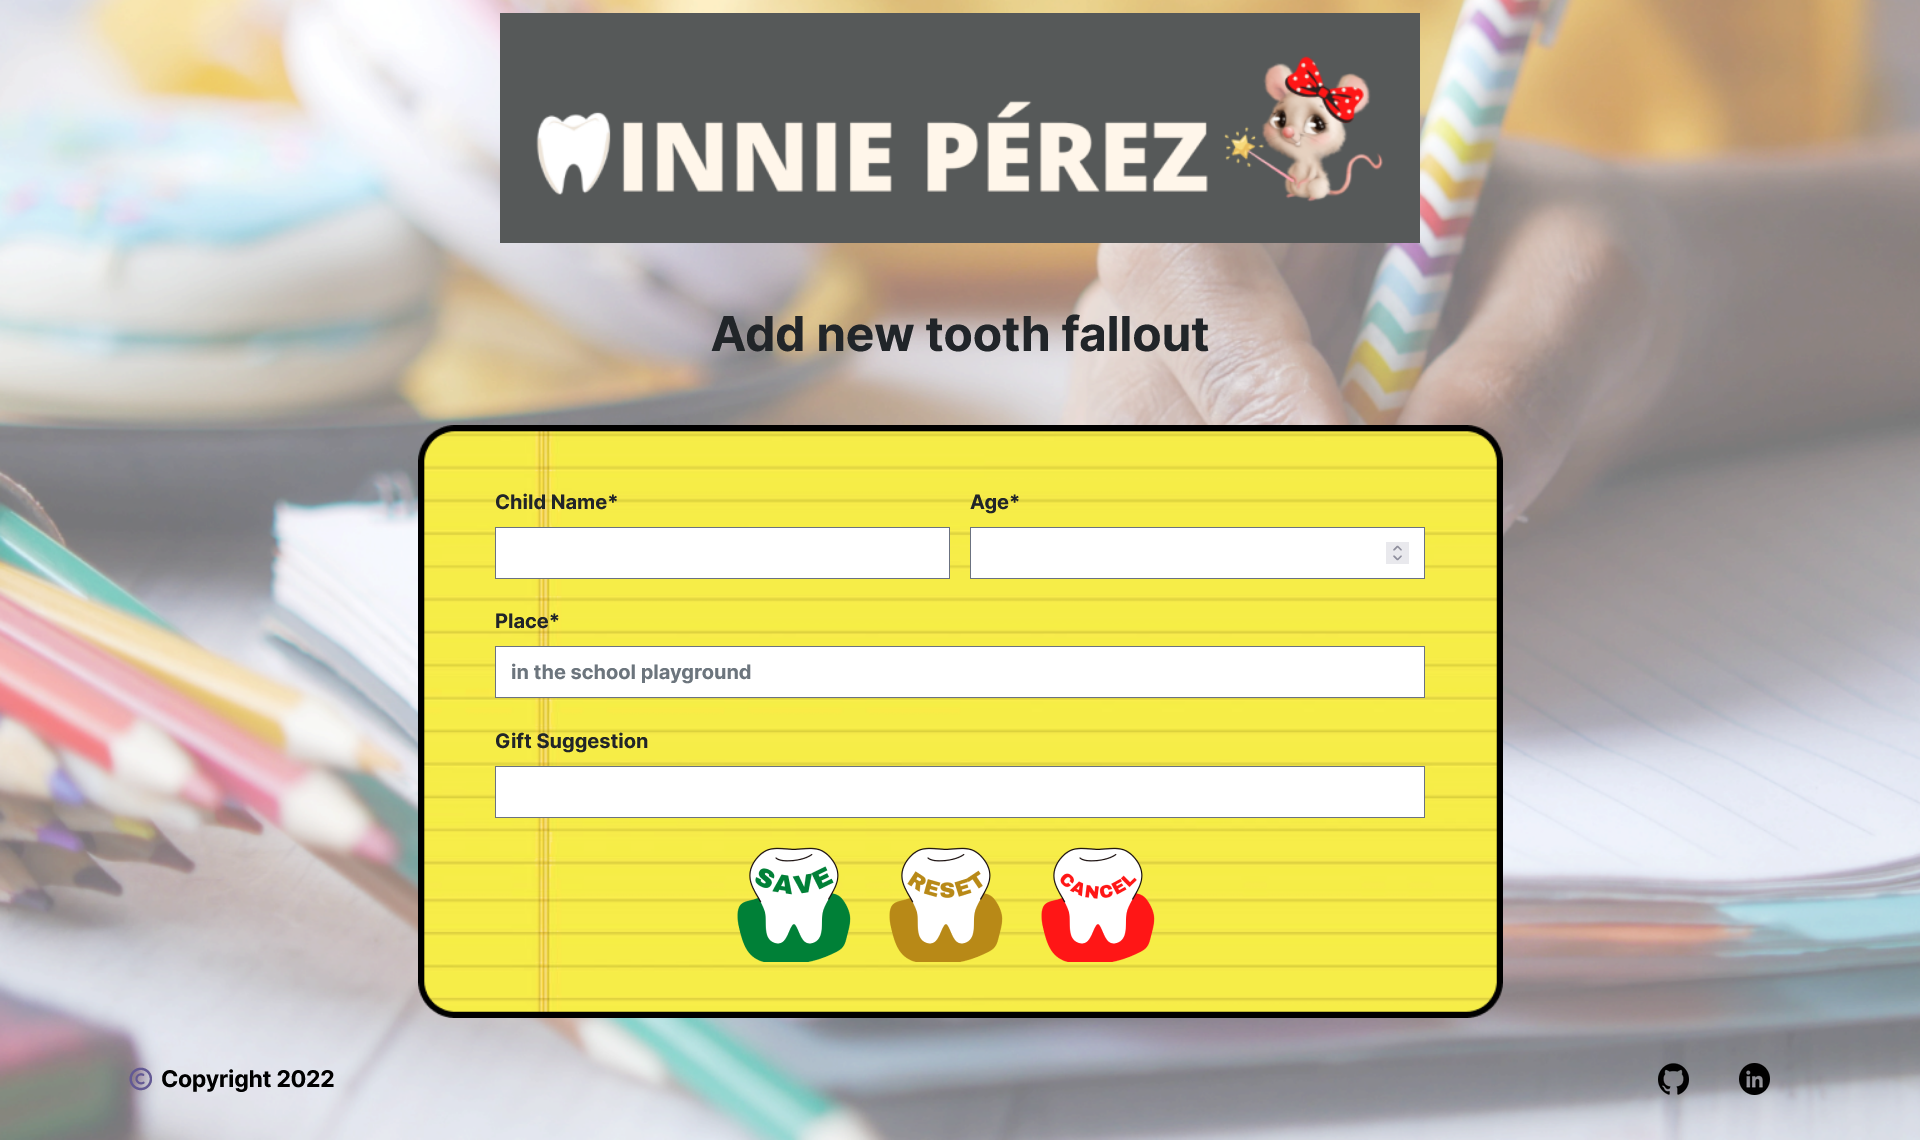 INNIE PÉREZ
Add new tooth fallout
Child Name*
Age*
Place*
in the school playground
Gift Suggestion
SAVE
RESET
CANCEL
© Copyright 2022
in